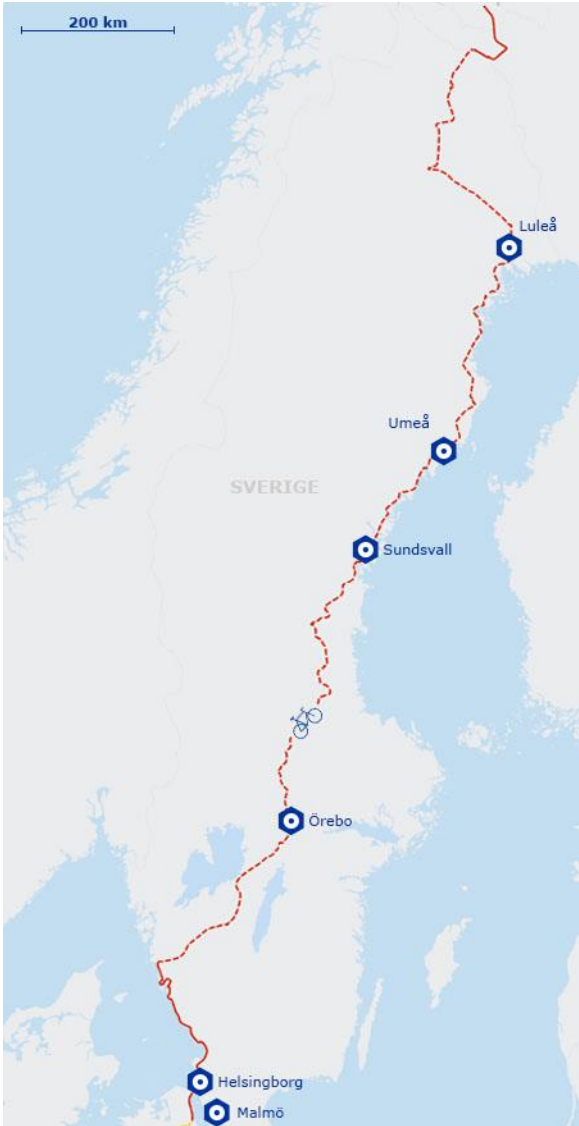 200 km
Luleå
Umeå
SVERIGE
Sundsvall
Örebo
Helsingborg
Malmö